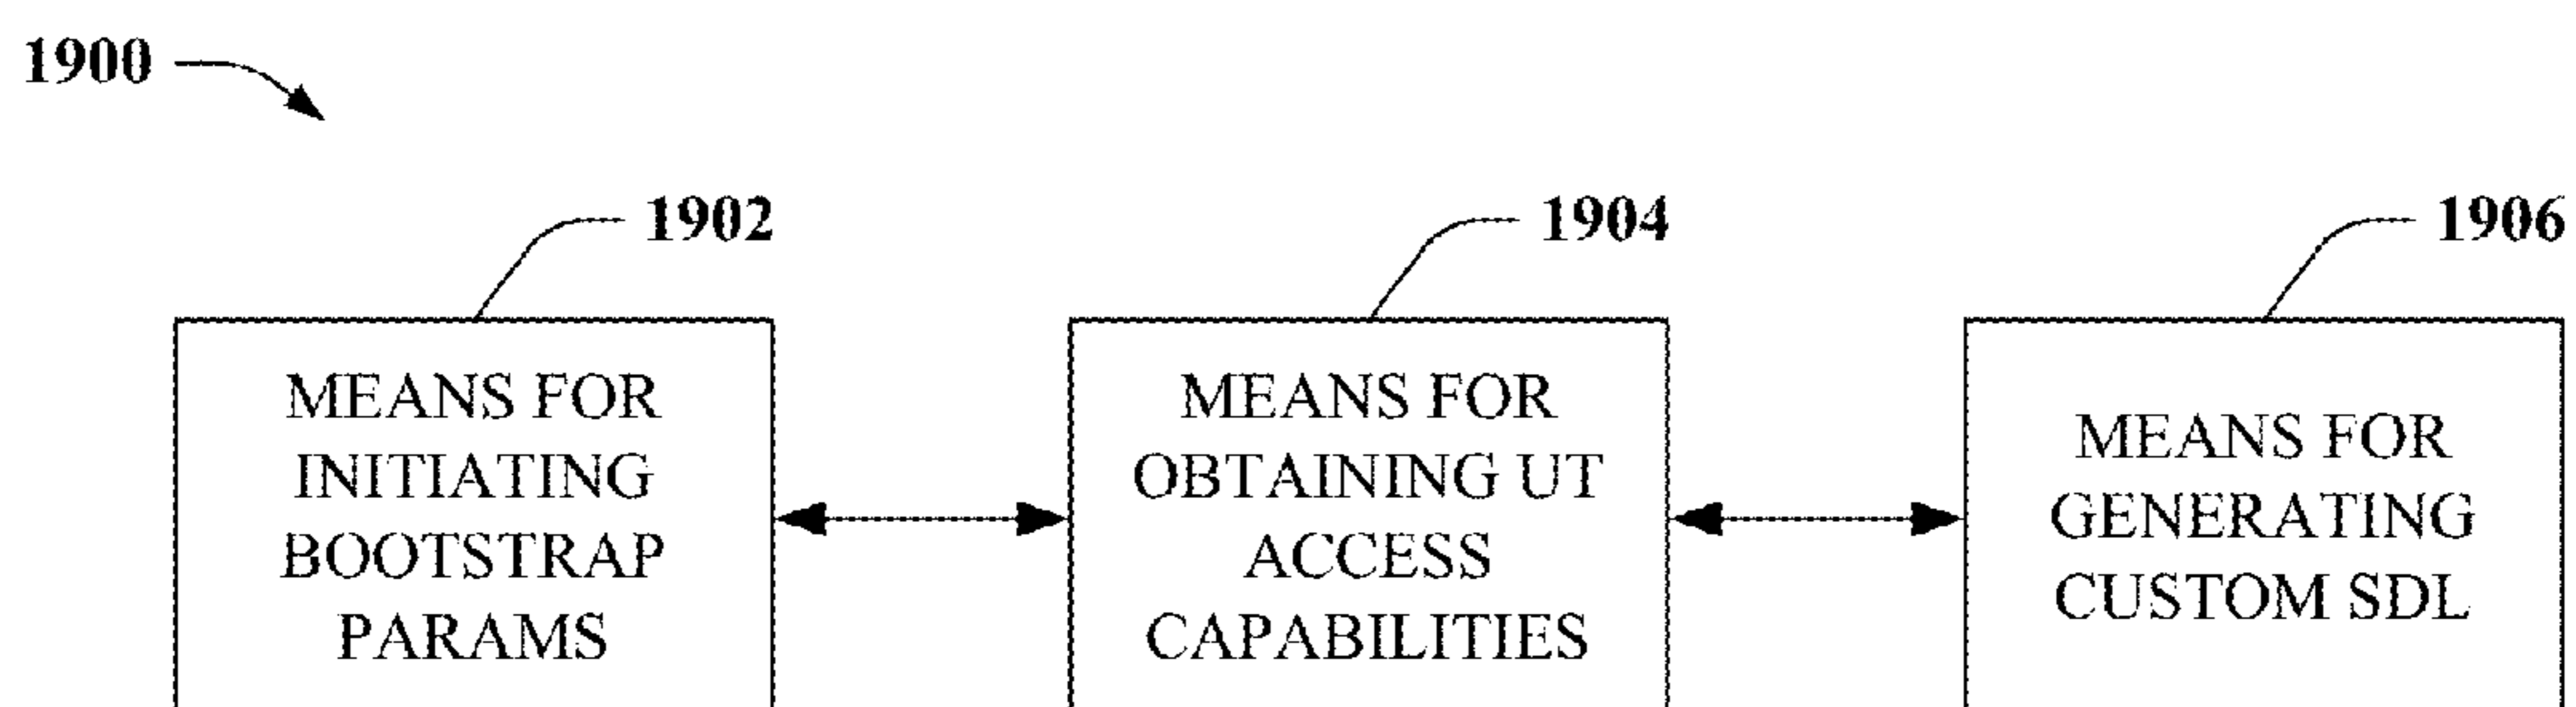 1900
1902
1904
1906
MEANS FOR
INITIATING
BOOTSTRAP
PARAMS
MEANS FOR
OBTAINING UT
ACCESS
CAPABILITIES
MEANS FOR
GENERATING
CUSTOM SDL